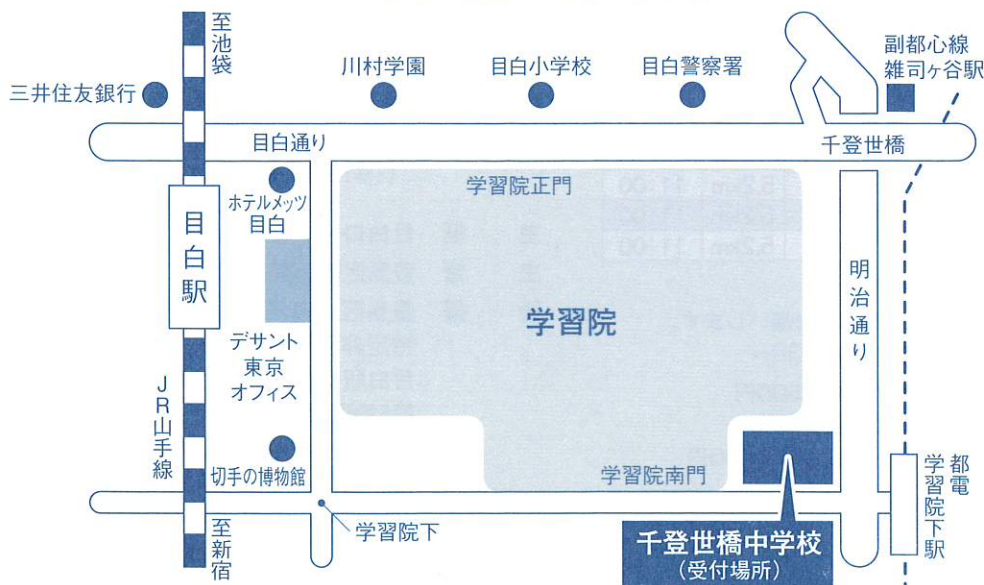 至池袋
三井住友銀行
川村学園
目白小学校
目白警察署
副都心線
雑司ヶ谷駅
目白通り
千登世橋
学習院正門
ホテルメッツ
目白
目白駅
学習院
明治通り
デサント
東京
オフィス
JR山手線
切手の博物館
学習院南門
都電
学習院下駅
至新宿
学習院下
千登世橋中学校
(受付場所)
5.2km 11:00